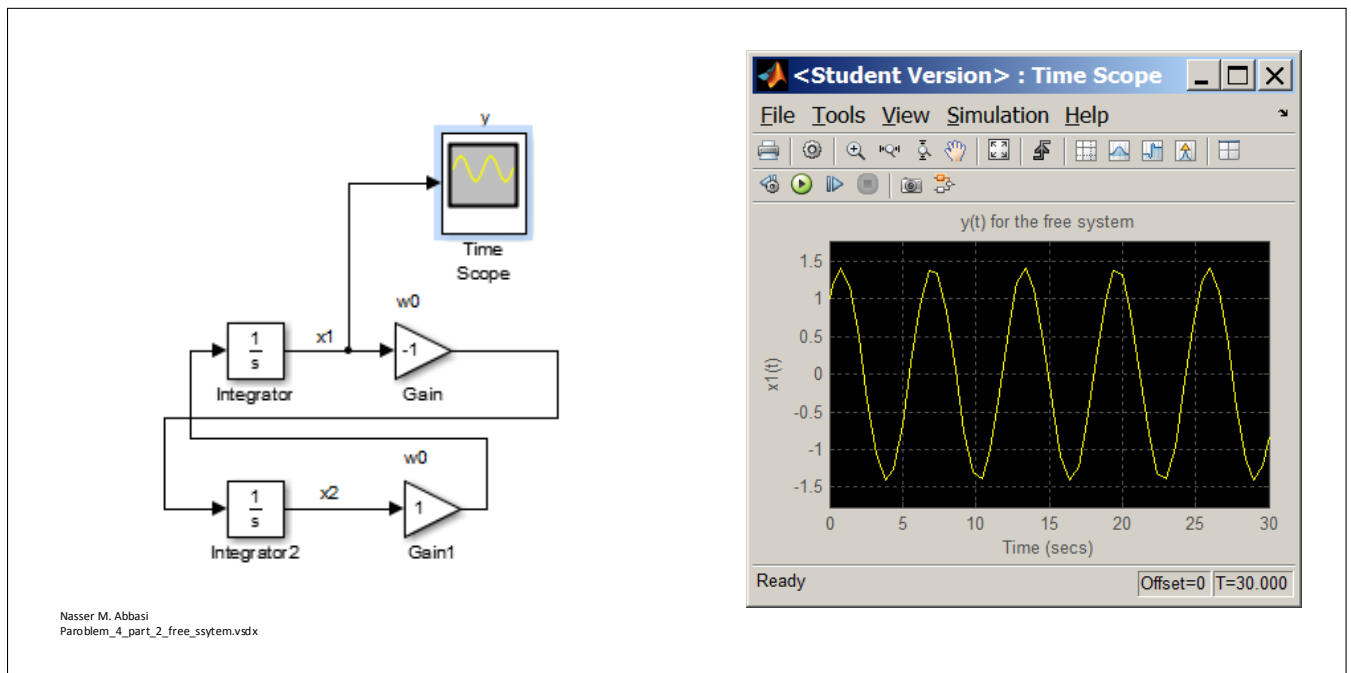 y
Time
Scope
w0
1
s
x1
-1
Integrator
Gain
w0
1
s
x2
1
Integrator2
Gain1
Nasser M. Abbasi
Paroblem_4_part_2_free_ssytem.vsdx
<Student Version> : Time Scope
File Tools View Simulation Help
y(t) for the free system
x1(t)
1.5
1
0.5
0
-0.5
-1
-1.5
0 5 10 15 20 25 30
Time (secs)
Ready Offset=0 T=30.000